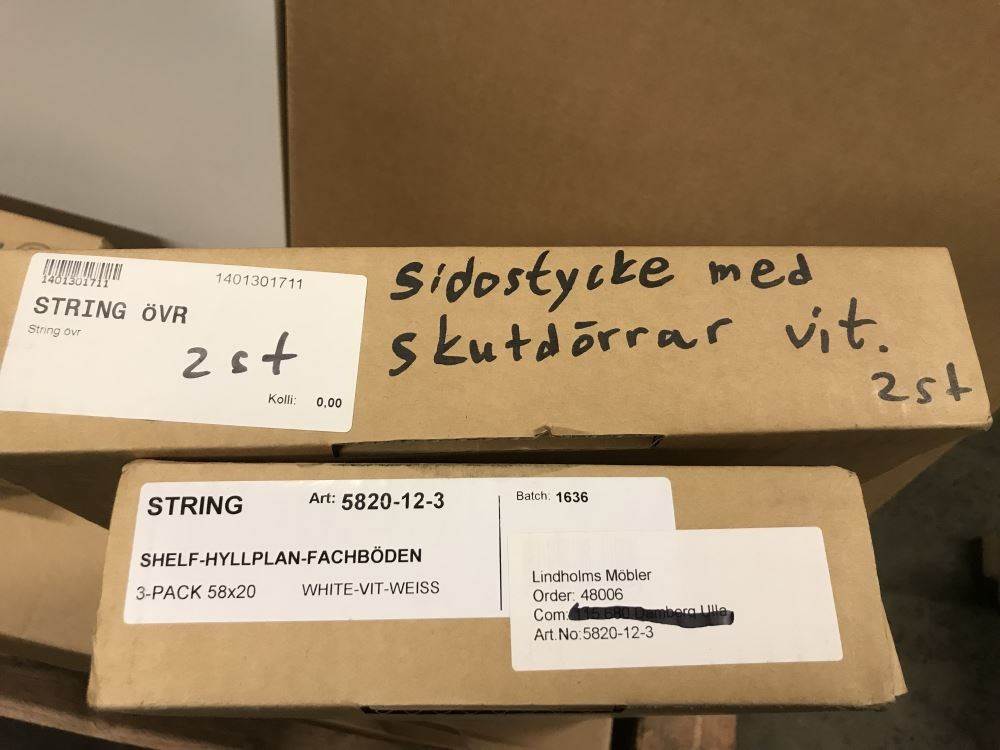 1401301711
1401301711
STRING ÖVR
String övr
2 st
Kolli: 0,00
sidostycke med
skutdörrar vit.
2st
STRING Art: 5820-12-3
Batch: 1636
SHELF-HYLLPLAN-FACHBÖDEN
3-PACK 58x20 WHITE-VIT-WEISS
Lindholms Möbler
Order: 48006
Com:
Art.No:5820-12-3